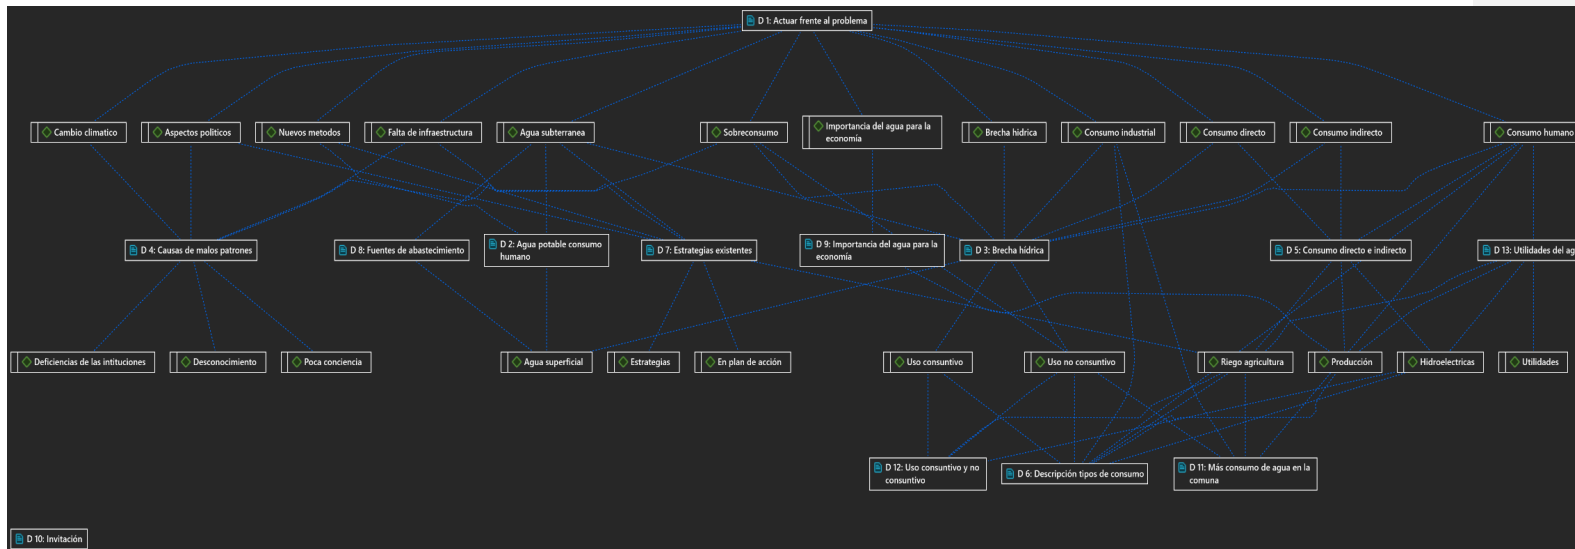 D 1: Actuar frente al problema
Cambio climatico
Aspectos politicos
Nuevos metodos
Falta de infraestructura
Agua subterranea
Sobreconsumo
Importancia del agua para la
economía
Brecha hidrica
Consumo industrial
Consumo directo
Consumo indirecto
Consumo humano
D 4: Causas de malos patrones
D 8: Fuentes de abastecimiento
D 2: Agua potable consumo
humano
D 7: Estrategias existentes
D 9: Importancia del agua para la
economía
D 3: Brecha hídrica
D 5: Consumo directo e indirecto
D 13: Utilidades del ag
Deficiencias de las intituciones
Desconocimiento
Poca conciencia
Agua superficial
Estrategias
En plan de acción
Uso consuntivo
Uso no consuntivo
Riego agricultura
Producción
Hidroelectricas
Utilidades
D 12: Uso consuntivo y no
consuntivo
D 6: Descripción tipos de consumo
D 11: Más consumo de agua en la
comuna
D 10: Invitación